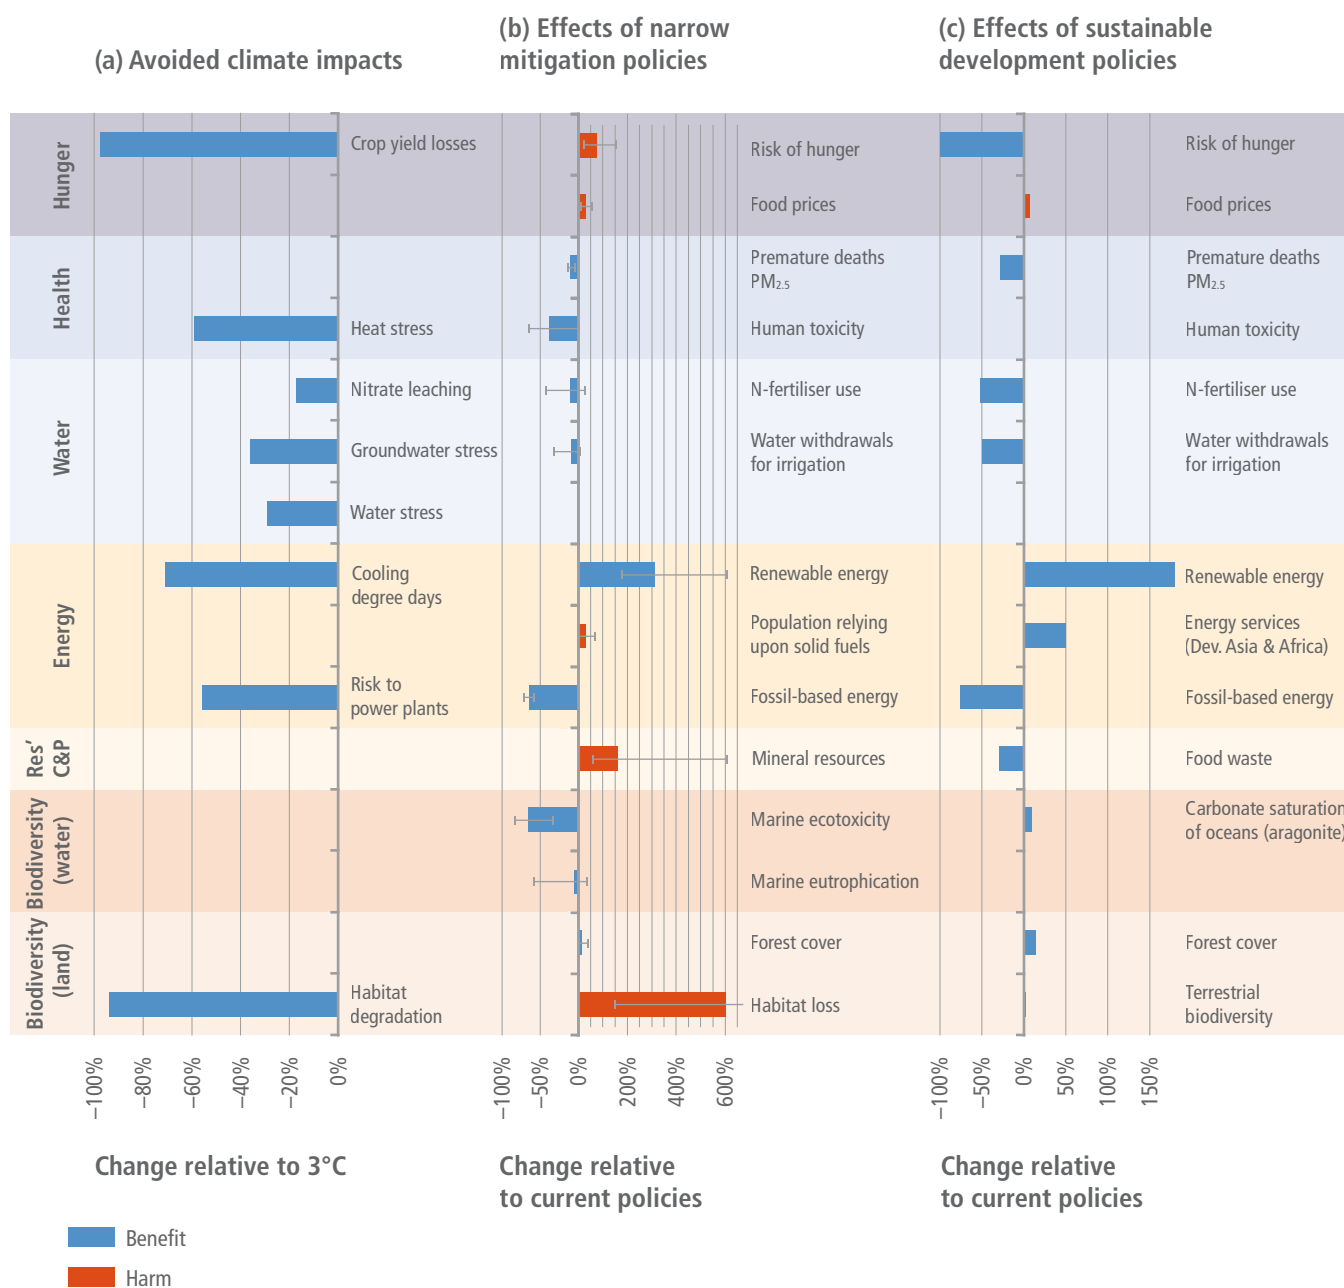 (a) Avoided climate impacts
(b) Effects of narrow
mitigation policies
(c) Effects of sustainable
development policies
Hunger
Crop yield losses
Risk of hunger
Food prices
Risk of hunger
Food prices
Health
Heat stress
Premature deaths
PM2.5
Human toxicity
Premature deaths
PM2.5
Human toxicity
Water
Nitrate leaching
Groundwater stress
Water stress
N-fertiliser use
Water withdrawals
for irrigation
N-fertiliser use
Water withdrawals
for irrigation
Energy
Cooling
degree days
Risk to
power plants
Renewable energy
Population relying
upon solid fuels
Fossil-based energy
Renewable energy
Energy services
(Dev. Asia & Africa)
Fossil-based energy
Res'
C&P
Mineral resources
Food waste
Biodiversity
(water)
Marine ecotoxicity
Marine eutrophication
Carbonate saturation
of oceans (aragonite)
Biodiversity
(land)
Habitat
degradation
Forest cover
Habitat loss
Forest cover
Terrestrial
biodiversity
−100%
−80%
−60%
−40%
−20%
0%
−100%
−50%
0%
200%
400%
600%
−100%
−50%
0%
50%
100%
150%
Change relative to 3°C
Change relative
to current policies
Change relative
to current policies
Benefit
Harm